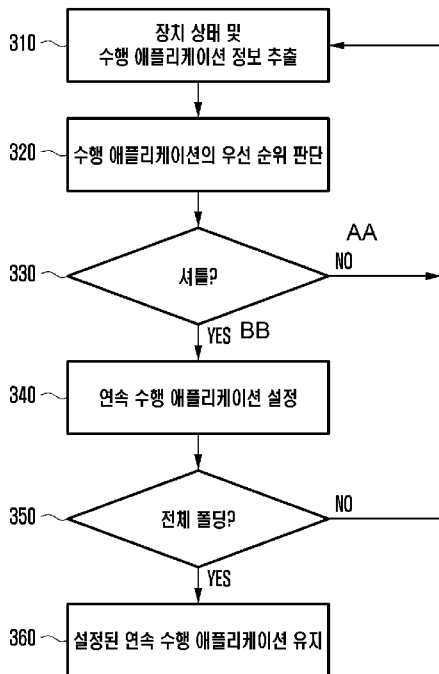 310
장치 상태 및
수행 애플리케이션 정보 추출
320
수행 애플리케이션의 우선 순위 판단
AA
330
셔틀?
NO
YES BB
340
연속 수행 애플리케이션 설정
350
전체 폴딩?
NO
YES
360
설정된 연속 수행 애플리케이션 유지